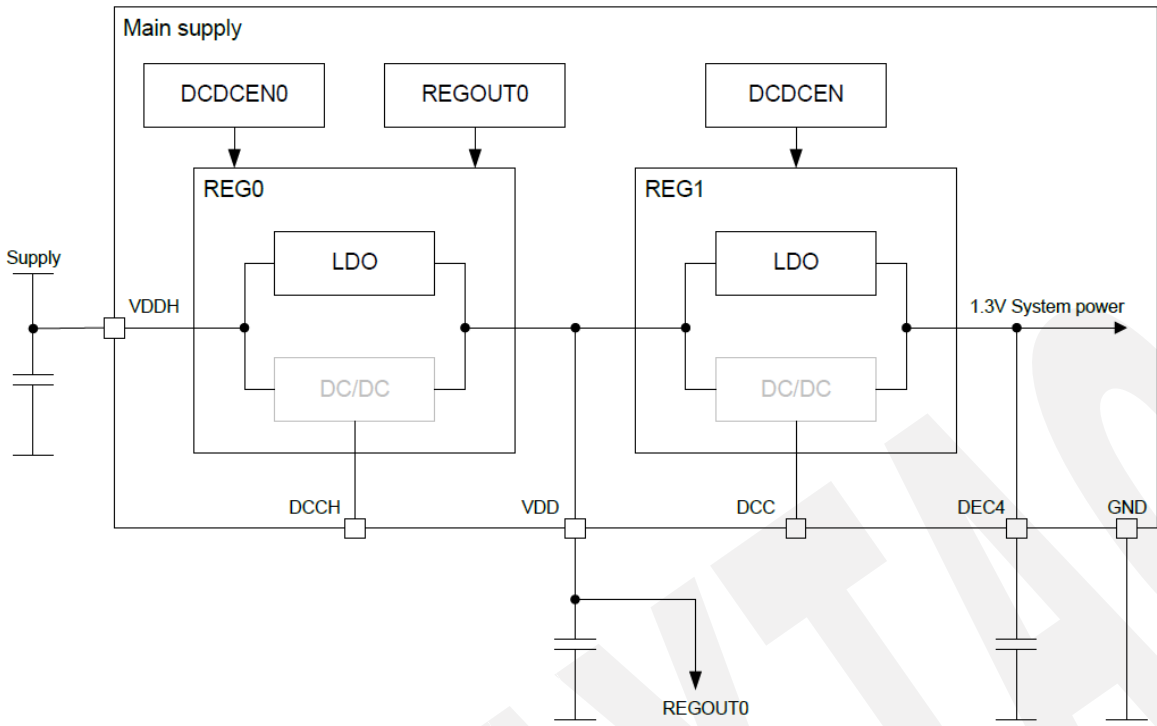 Main supply
DCDCEN0
REGOUT0
DCDCEN
REG0
REG1
LDO
LDO
Supply
VDDH
1.3V System power
DC/DC
DC/DC
DCCH
VDD
DCC
DEC4
GND
REGOUT0